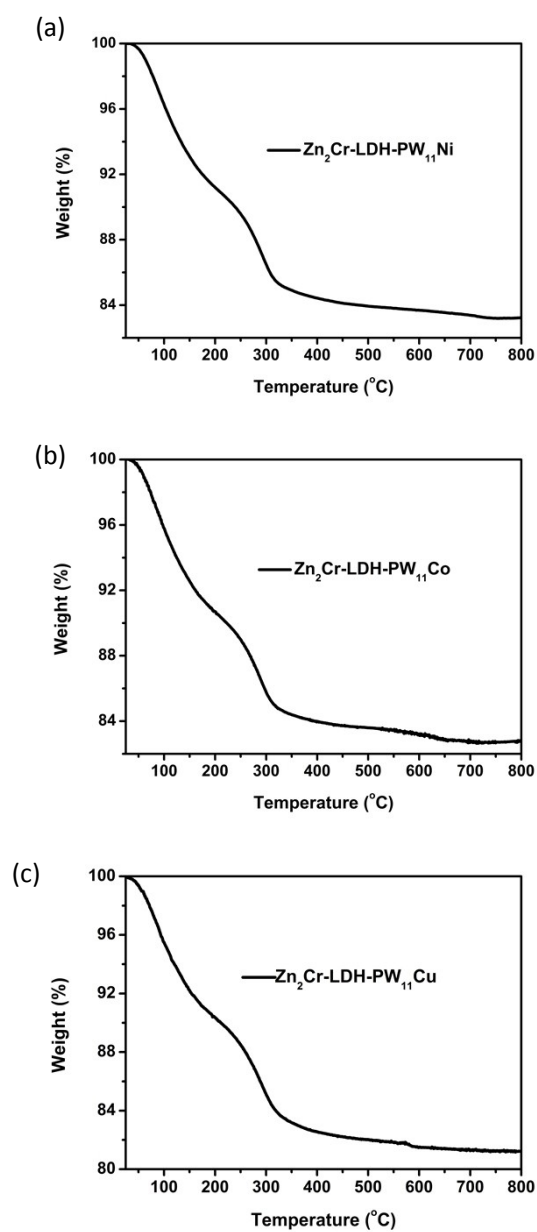 (a)
100
96
92
88
84
Weight (%)
Zn₂Cr-LDH-PW₁₁Ni
100 200 300 400 500 600 700 800
Temperature (°C)
(b)
100
96
92
88
84
Weight (%)
Zn₂Cr-LDH-PW₁₁Co
100 200 300 400 500 600 700 800
Temperature (°C)
(c)
100
96
92
88
84
80
Weight (%)
Zn₂Cr-LDH-PW₁₁Cu
100 200 300 400 500 600 700 800
Temperature (°C)